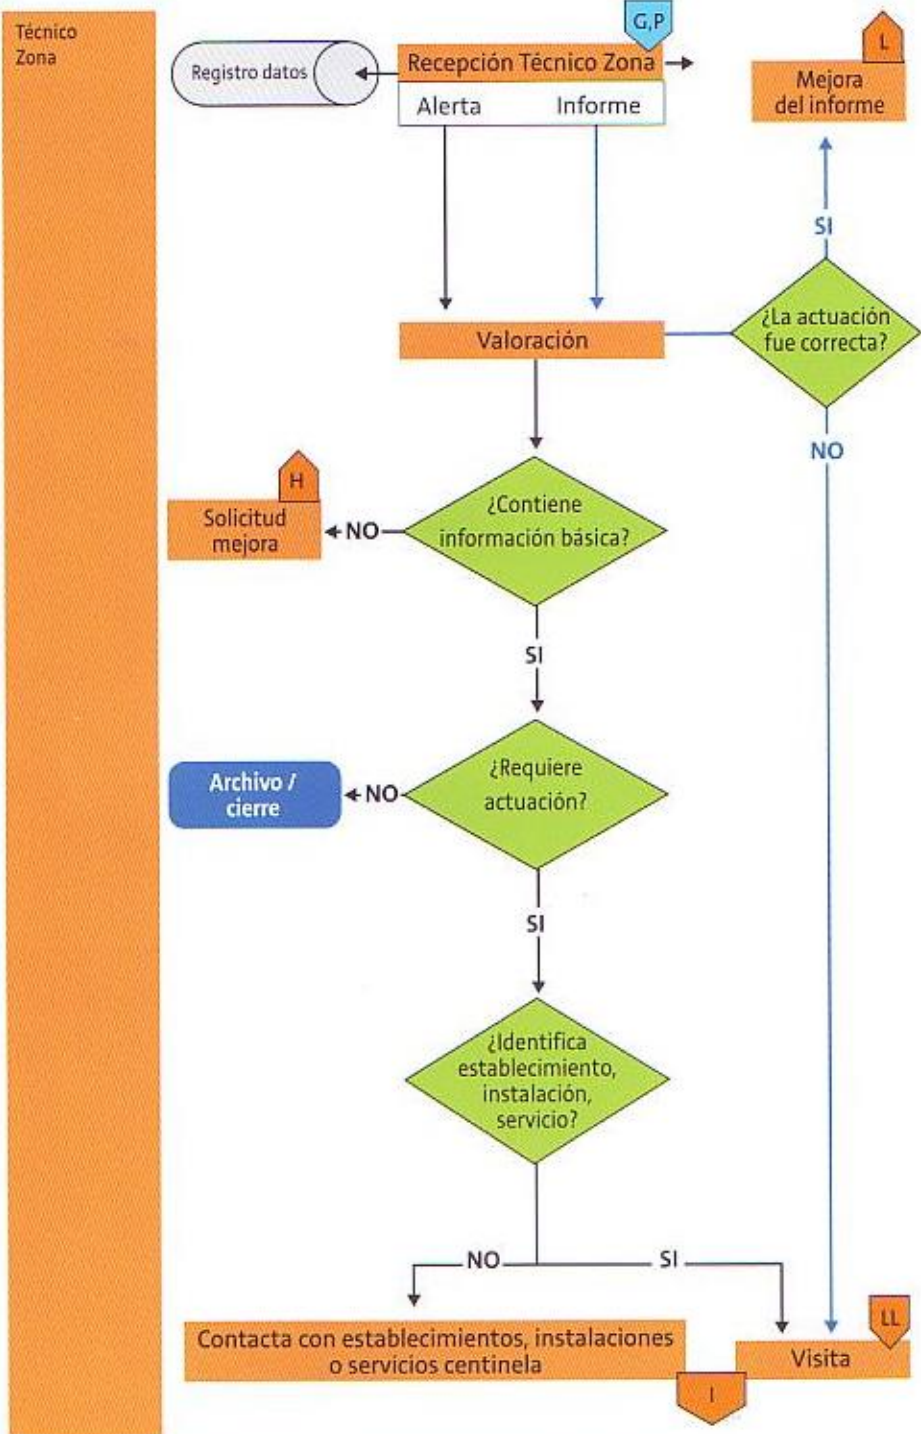 Técnico
Zona
G,P
L
Registro datos
Recepción Técnico Zona
Alerta
Informe
Mejora
del informe
SI
¿La actuación
fue correcta?
Valoración
NO
H
Solicitud
mejora
NO
¿Contiene
información básica?
SI
Archivo /
cierre
NO
¿Requiere
actuación?
SI
¿Identifica
establecimiento,
instalación,
servicio?
NO
SI
LL
Contacta con establecimientos, instalaciones
o servicios centinela
Visita
I